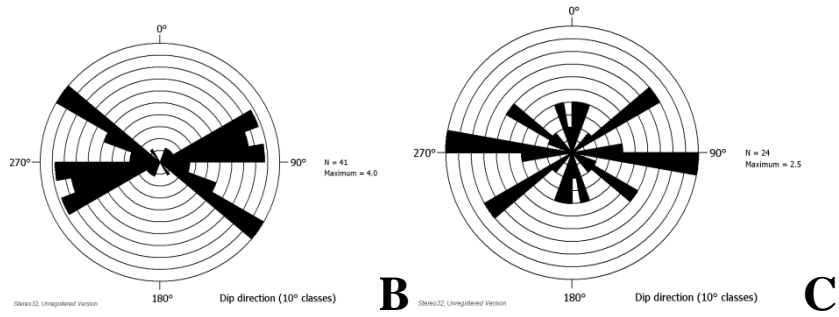 0°
270°
90°
N = 41
Maximum = 4.0
180°
Stereo32, Unregistered Version
Dip direction (10° classes)
B
0°
270°
90°
N = 24
Maximum = 2.5
180°
Stereo32, Unregistered Version
Dip direction (10° classes)
C